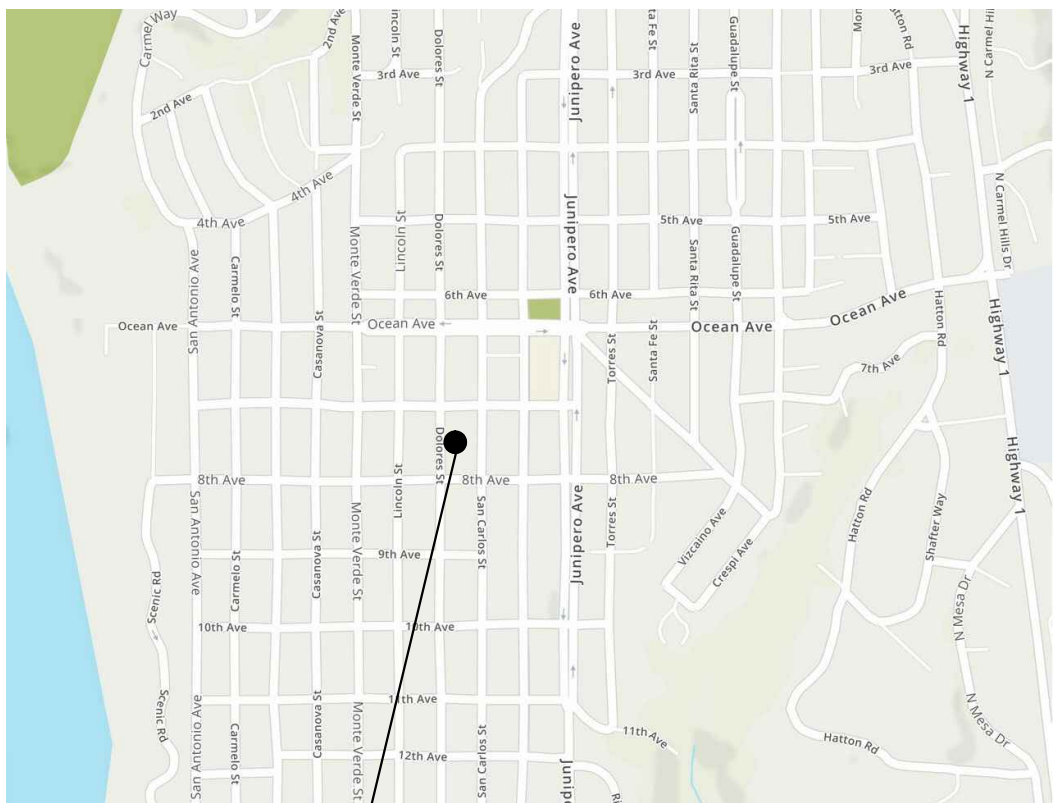 Carmel Way
2nd Ave
Lincoln St
Dolores St
Junipero Ave
Santa Rita St
Guadalupe St
Hatton Rd
Highway 1
Monte Verde St
3rd Ave
3rd Ave
3rd Ave
2nd Ave
4th Ave
4th Ave
N Carmel Hills Dr
Junipero Ave
5th Ave
5th Ave
Lincoln St
Dolores St
Monte Verde St
San Antonio Ave
Carmelo St
Santa Rita St
Guadalupe St
6th Ave
6th Ave
Ocean Ave
Ocean Ave
Ocean Ave
Ocean Ave
Hatton Rd
Highway 1
Casanova St
Torres St
Santa Fe St
7th Ave
Dolores St
Highway 1
8th Ave
8th Ave
8th Ave
Lincoln St
San Antonio Ave
Monte Verde St
San Carlos St
Junipero Ave
Torres St
Vizcaino Ave
Crespi Ave
Hatton Rd
Shafter Way
Casanova St
Carmelo St
9th Ave
Scenic Rd
10th Ave
10th Ave
N Mesa Dr
11th Ave
11th Ave
Scenic Rd
San Antonio Ave
Carmelo St
Casanova St
Monte Verde St
12th Ave
San Carlos St
Hatton Rd
N Mesa Dr